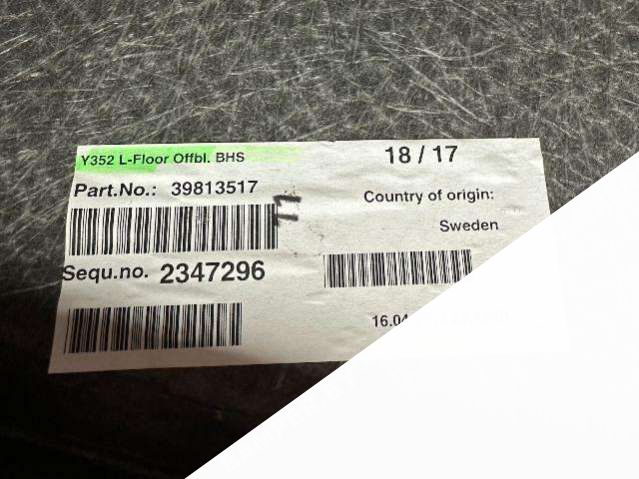 Y352 L-Floor Offbl. BHS
18 / 17
Part.No.: 39813517
Country of origin:
Sweden
Sequ.no. 2347296
16.04